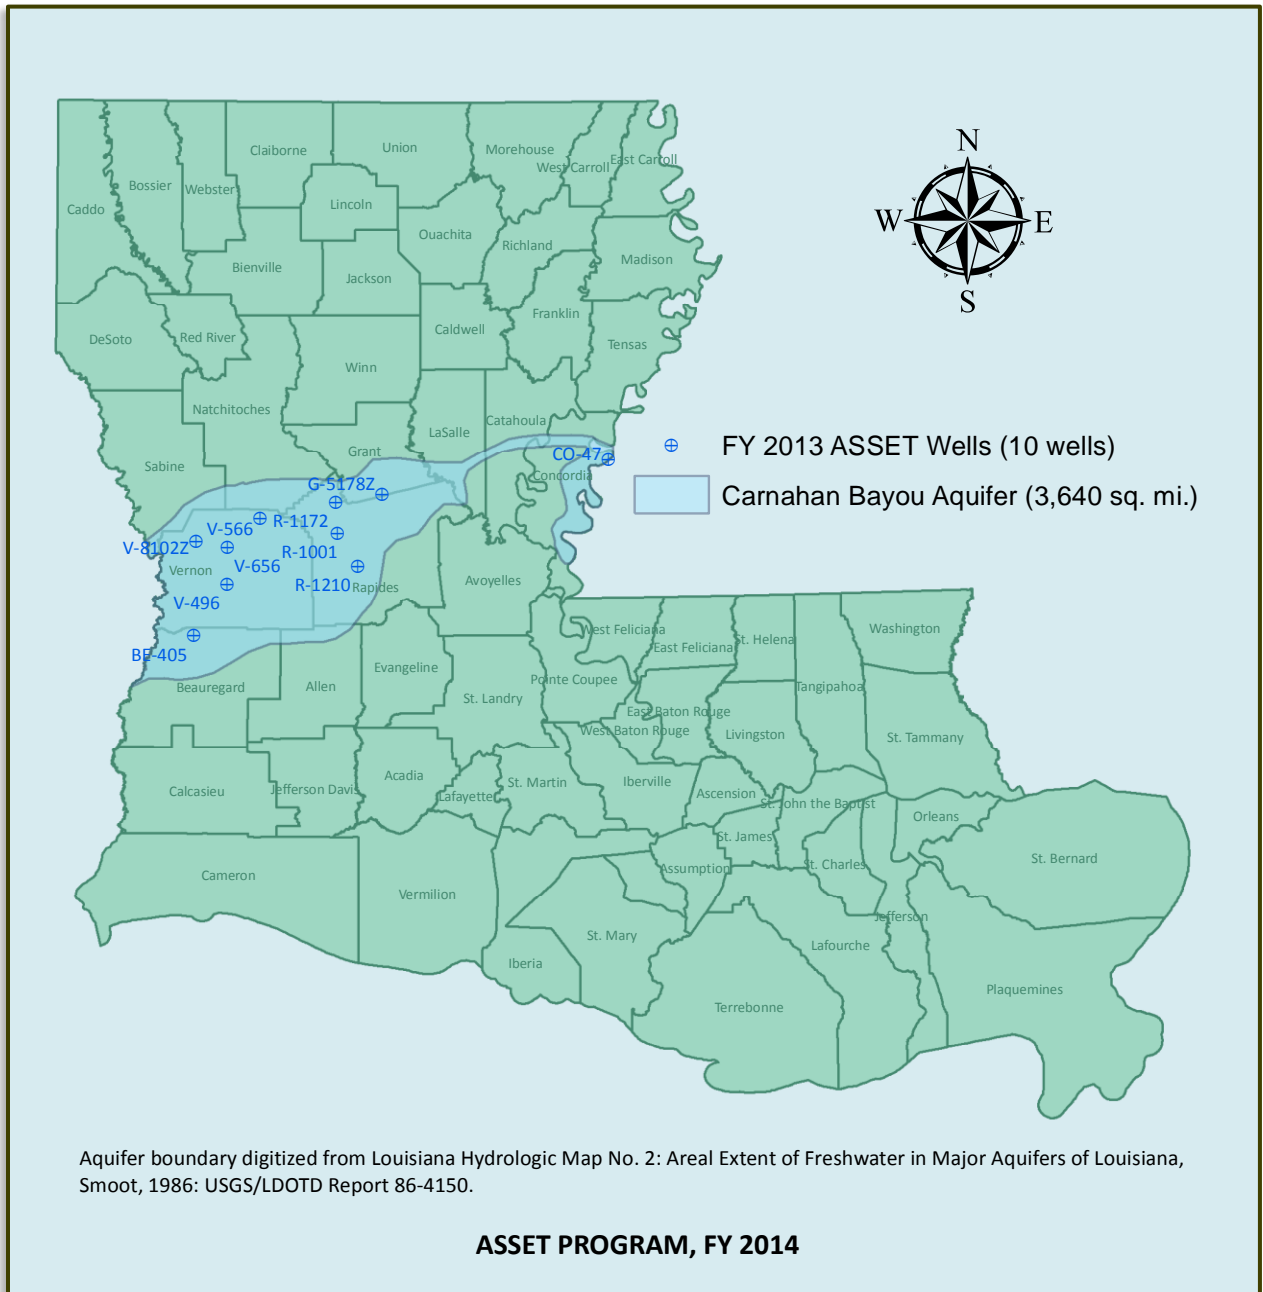 N
W
E
S
Claiborne
Union
Morehouse
West Carroll
East Carroll
Caddo
Bossier
Webster
Lincoln
Ouachita
Richland
Madison
Bienville
Jackson
Caldwell
Franklin
DeSoto
Red River
Winn
Tensas
Natchitoches
LaSalle
Catahoula
Sabine
Grant
CO-47
Concordia
FY 2013 ASSET Wells (10 wells)
Carnahan Bayou Aquifer (3,640 sq. mi.)
G-5178Z
V-566
R-1172
V-8102Z
R-1001
V-656
Vernon
R-1210
Rapides
Avoyelles
V-496
BE-405
Beauregard
Allen
Evangeline
St. Landry
Pointe Coupee
West Feliciana
East Feliciana
St. Helena
Washington
Tangipahoa
East Baton Rouge
West Baton Rouge
Livingston
St. Tammany
Calcasieu
Jefferson Davis
Acadia
Lafayette
St. Martin
Iberville
Ascension
St. John the Baptist
Orleans
St. James
St. Charles
St. Bernard
Assumption
Cameron
Vermilion
Iberia
St. Mary
Jefferson
Lafourche
Terrebonne
Plaquemines
Aquifer boundary digitized from Louisiana Hydrologic Map No. 2: Areal Extent of Freshwater in Major Aquifers of Louisiana,
Smoot, 1986: USGS/LDOTD Report 86-4150.
ASSET PROGRAM, FY 2014